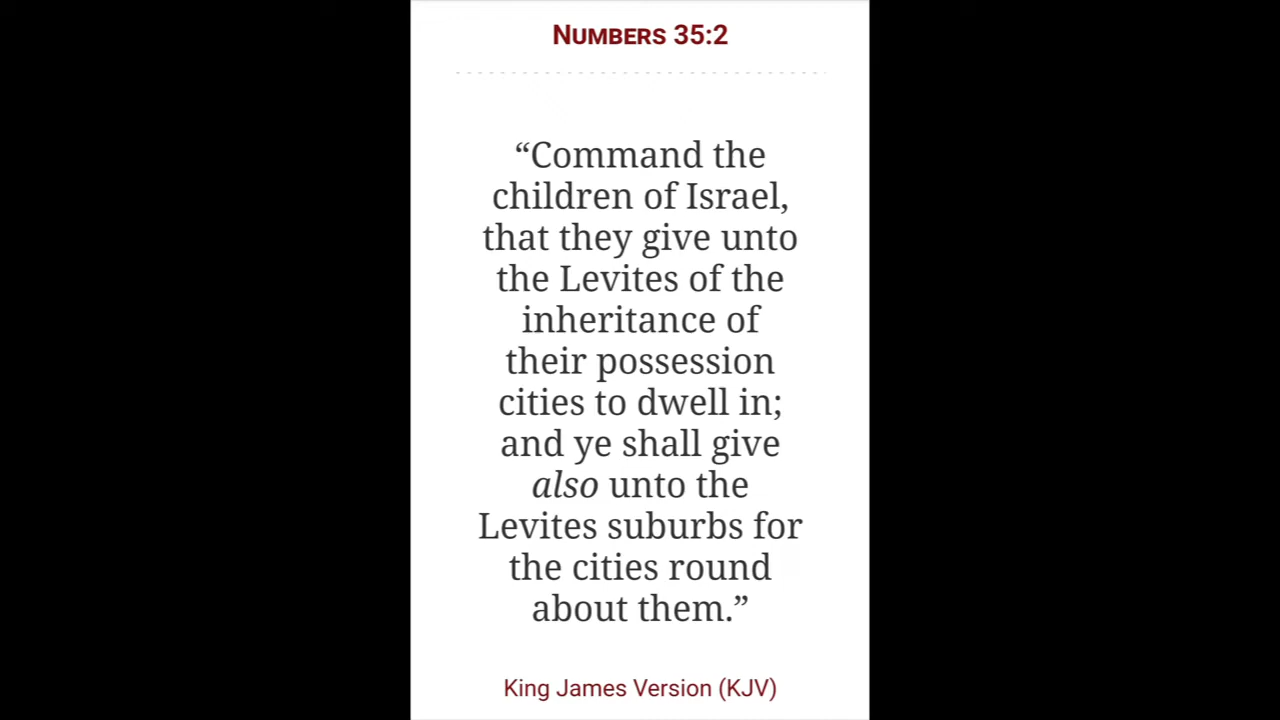 Numbers 35:2
“Command the
children of Israel,
that they give unto
the Levites of the
inheritance of
their possession
cities to dwell in;
and ye shall give
also unto the
Levites suburbs for
the cities round
about them.”
King James Version (KJV)